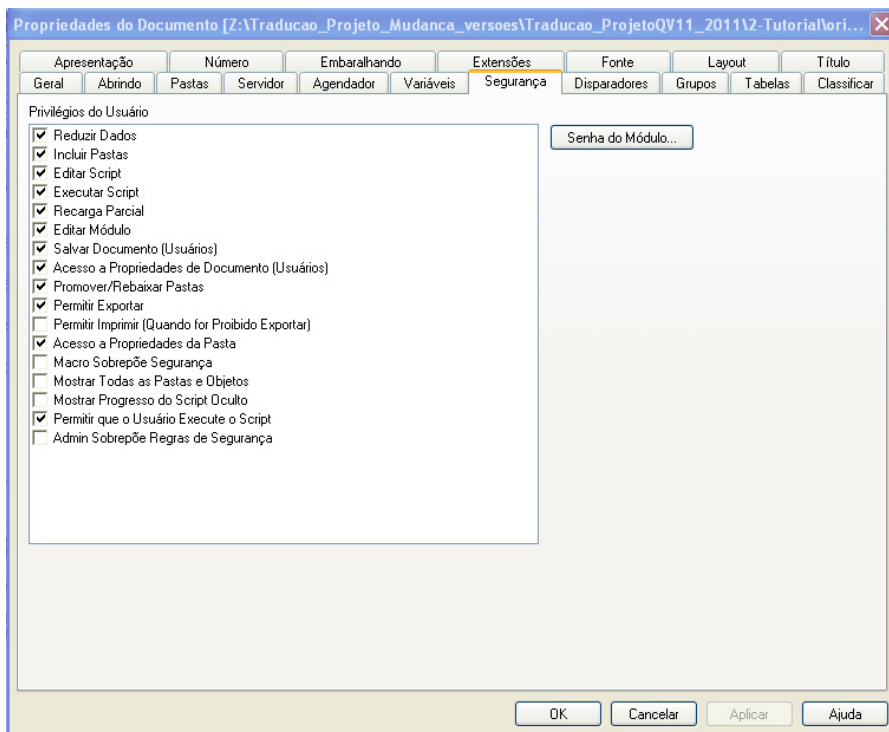 Propriedades do Documento [Z:\Traducao_Projeto_Mudanca_versoes\Traducao_ProjetoQV11_2011\2-Tutorial\ori...
Apresentação Número Embaralhando Extensões Fonte Layout Título
Geral Abrindo Pastas Servidor Agendador Variáveis Segurança Disparadores Grupos Tabelas Classificar
Privilégios do Usuário
Reduzir Dados
Senha do Módulo...
Incluir Pastas
Editar Script
Executar Script
Recarga Parcial
Editar Módulo
Salvar Documento (Usuários)
Acesso a Propriedades de Documento (Usuários)
Promover/Rebaixar Pastas
Permitir Exportar
Permitir Imprimir (Quando for Proibido Exportar)
Acesso a Propriedades da Pasta
Macro Sobrepõe Segurança
Mostrar Todas as Pastas e Objetos
Mostrar Progresso do Script Oculto
Permitir que o Usuário Execute o Script
Admin Sobrepõe Regras de Segurança
OK Cancelar Aplicar Ajuda